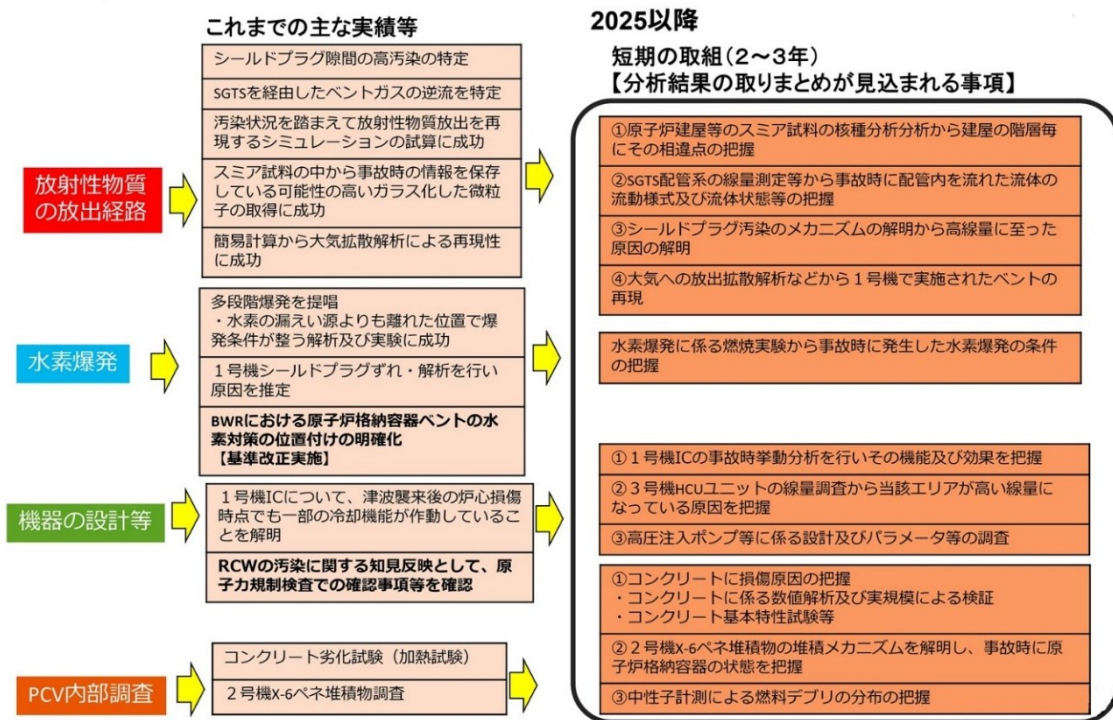 これまでの主な実績等
2025以降
短期の取組(2～3年)
【分析結果の取りまとめが見込まれる事項】
放射性物質
の放出経路
シールドプラグ隙間の高汚染の特定
SGTSを経由したベントガスの逆流を特定
汚染状況を踏まえて放射性物質放出を再
現するシミュレーションの試算に成功
スミア試料の中から事故時の情報を保存
している可能性の高いガラス化した微粒
子の取得に成功
簡易計算から大気拡散解析による再現性
に成功
①原子炉建屋等のスミア試料の核種分析分析から建屋の階層毎
にその相違点の把握
②SGTS配管系の線量測定等から事故時に配管内を流れた流体の
流動様式及び流体状態等の把握
③シールドプラグ汚染のメカニズムの解明から高線量に至った
原因の解明
④大気への放出拡散解析などから１号機で実施されたベントの
再現
水素爆発
多段階爆発を提唱
・水素の漏えい源よりも離れた位置で爆
発条件が整う解析及び実験に成功
１号機シールドプラグずれ・解析を行い
原因を推定
BWRにおける原子炉格納容器ベントの水
素対策の位置付けの明確化
【基準改正実施】
水素爆発に係る燃焼実験から事故時に発生した水素爆発の条件
の把握
機器の設計等
１号機ICについて、津波襲来後の炉心損傷
時点でも一部の冷却機能が作動しているこ
とを解明
RCWの汚染に関する知見反映として、原
子力規制検査での確認事項等を確認
①１号機ICの事故時挙動分析を行いその機能及び効果を把握
②３号機HCUユニットの線量調査から当該エリアが高い線量に
なっている原因を把握
③高圧注入ポンプ等に係る設計及びパラメータ等の調査
PCV内部調査
コンクリート劣化試験（加熱試験）
２号機X-6ペネ堆積物調査
①コンクリートに損傷原因の把握
・コンクリートに係る数値解析及び実規模による検証
・コンクリート基本特性試験等
②２号機X-6ペネ堆積物の堆積メカニズムを解明し、事故時に原
子炉格納容器の状態を把握
③中性子計測による燃料デブリの分布の把握